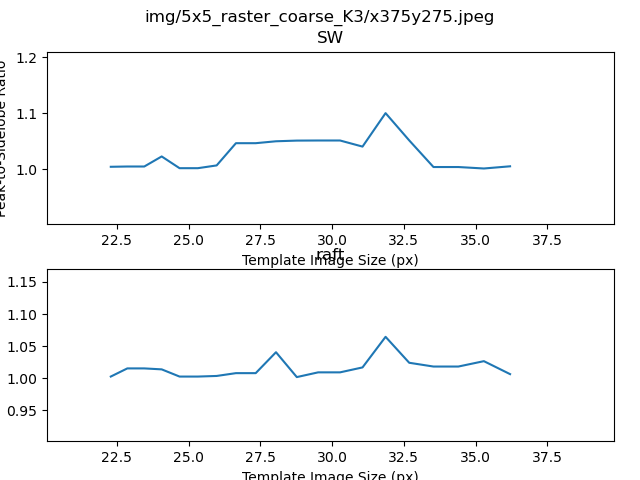 img/5x5_raster_coarse_K3/x375y275.jpeg
SW
1.2
1.1
1.0
Peak-to-Sidelobe Ratio
22.5 25.0 27.5 30.0 32.5 35.0 37.5
Template Image Size (px)
raft
1.15
1.10
1.05
1.00
0.95
22.5 25.0 27.5 30.0 32.5 35.0 37.5
Template Image Size (px)